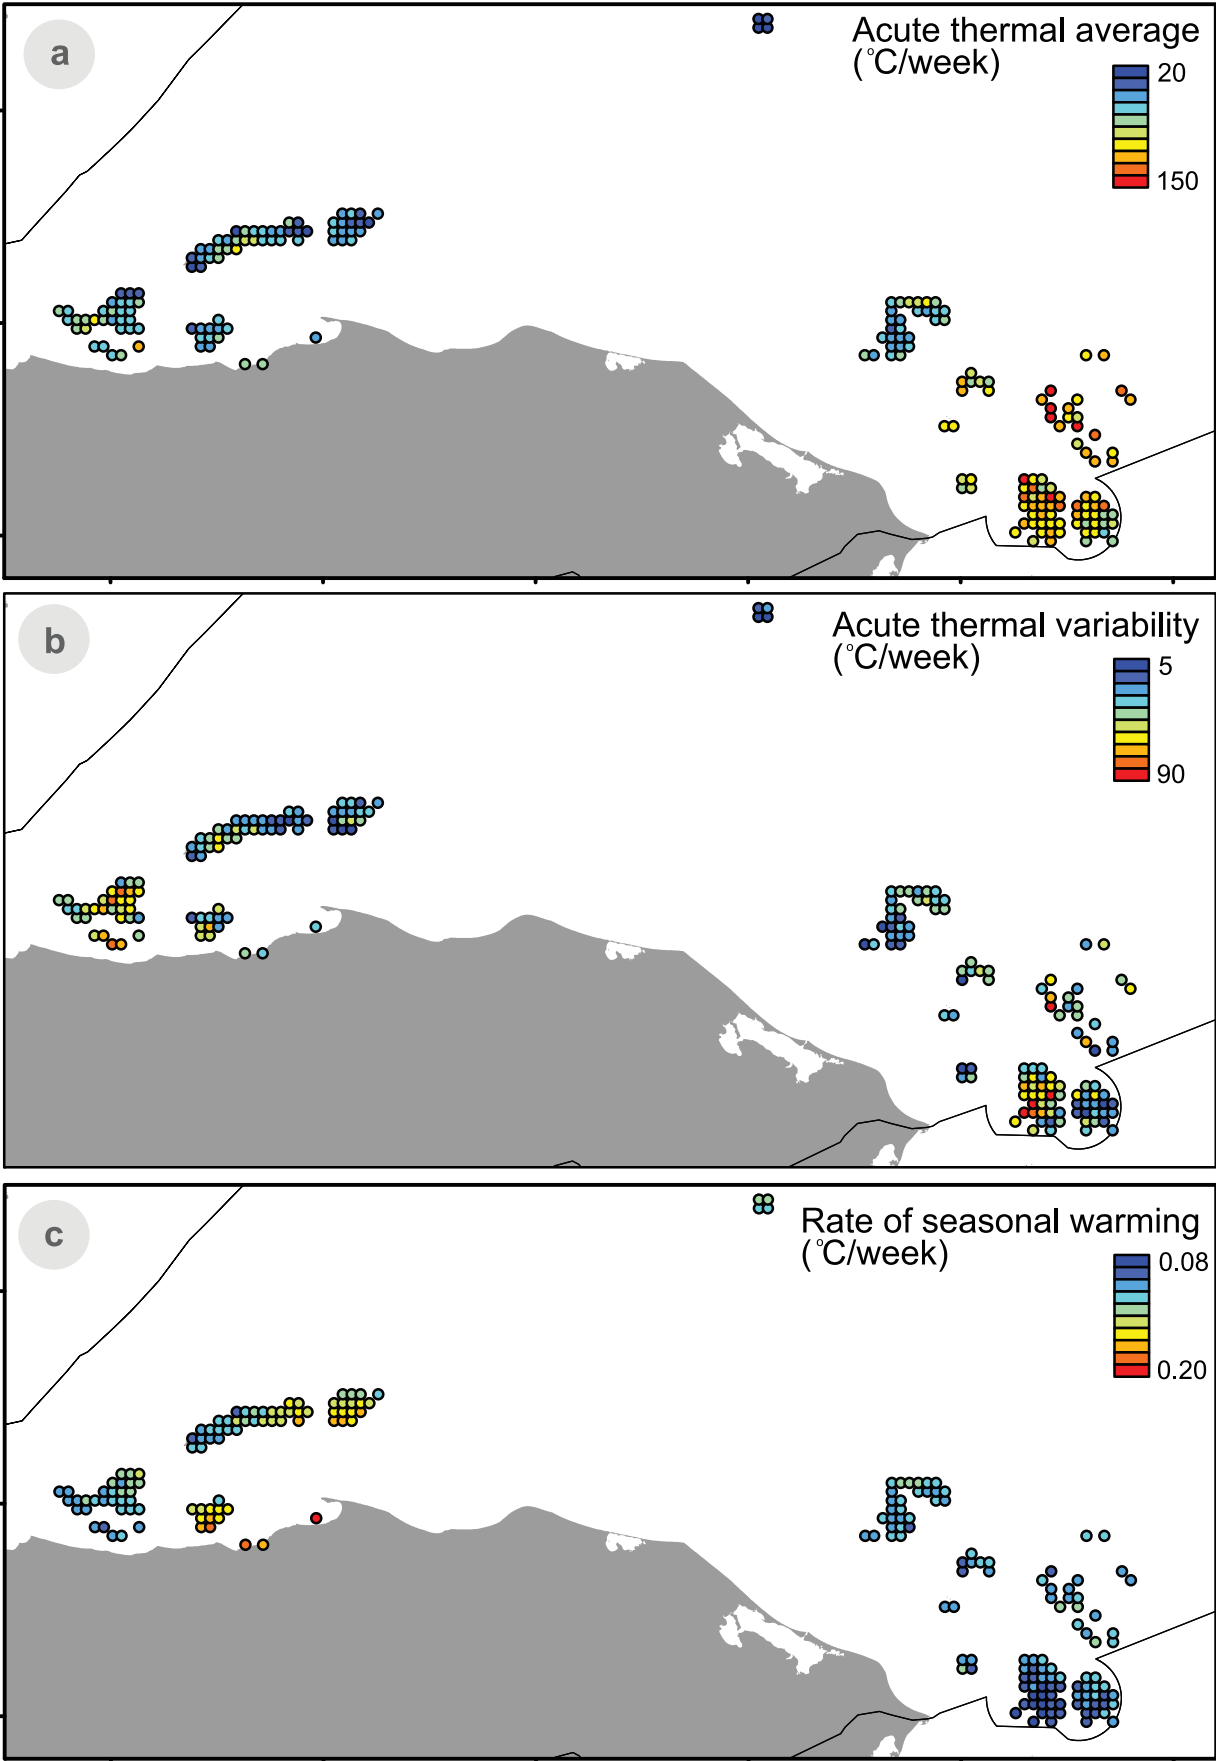 a
Acute thermal average
(°C/week)
20
150
b
Acute thermal variability
(°C/week)
5
90
c
Rate of seasonal warming
(°C/week)
0.08
0.20